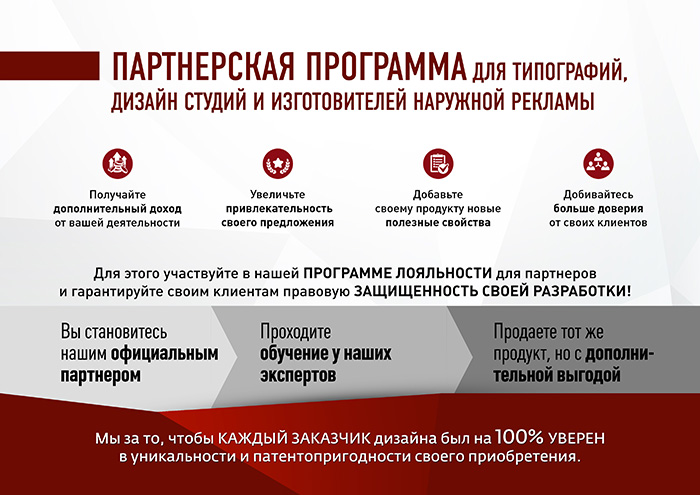 ПАРТНЕРСКАЯ ПРОГРАММА ДЛЯ ТИПОГРАФИЙ,
ДИЗАЙН СТУДИЙ И ИЗГОТОВИТЕЛЕЙ НАРУЖНОЙ РЕКЛАМЫ
Получайте
дополнительный доход
от вашей деятельности
Увеличьте
привлекательность
своего предложения
Добавьте
своему продукту новые
полезные свойства
Добивайтесь
больше доверия
от своих клиентов
Для этого участвуйте в нашей ПРОГРАММЕ ЛОЯЛЬНОСТИ для партнеров
и гарантируйте своим клиентам правовую ЗАЩИЩЕННОСТЬ СВОЕЙ РАЗРАБОТКИ!
Вы становитесь
нашим официальным
партнером
Проходите
обучение у наших
экспертов
Продаете тот же
продукт, но с дополни-
тельной выгодой
Мы за то, чтобы КАЖДЫЙ ЗАКАЗЧИК дизайна был на 100% УВЕРЕН
в уникальности и патентопригодности своего приобретения.